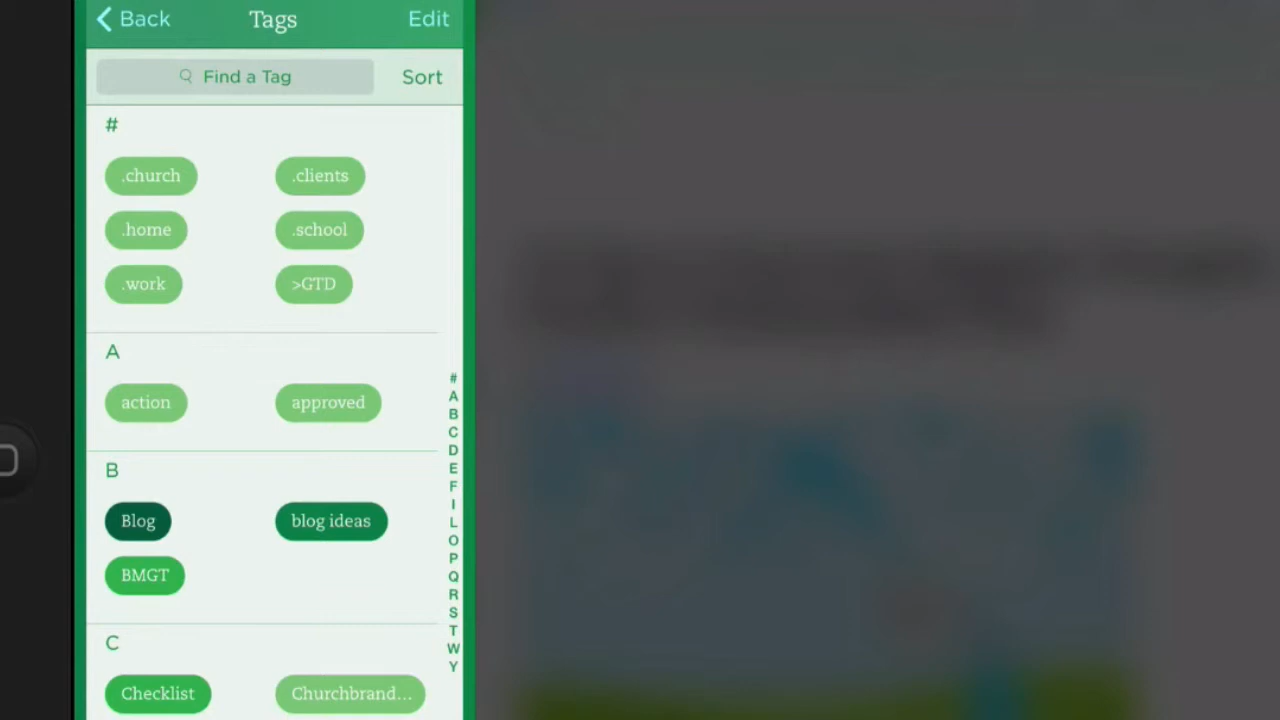 Back Tags Edit
Find a Tag Sort
#
.church .clients
.home .school
.work >GTD
A
action approved
B
Blog blog ideas
BMGT
C
Checklist Churchbrand...
#
A
B
C
D
E
F
I
L
O
P
Q
R
S
T
W
Y